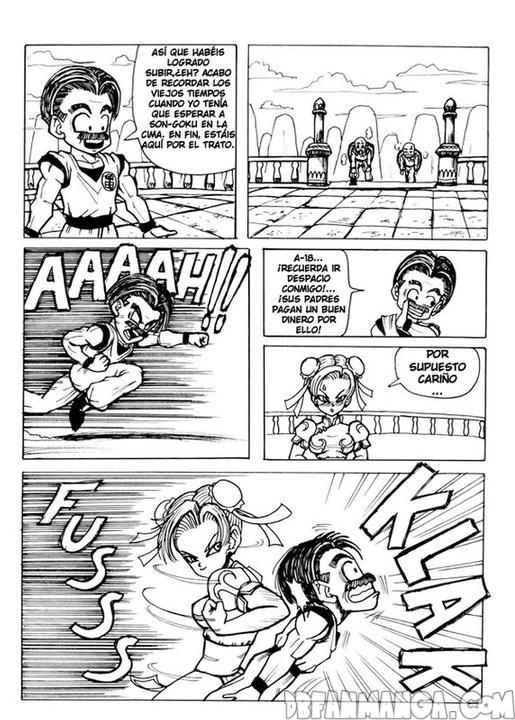 ASÍ QUE HABÉIS
LOGRADO
SUBIR,¿EH? ACABO
DE RECORDAR LOS
VIEJOS TIEMPOS
CUANDO YO TENÍA
QUE ESPERAR A
SON-GOKU EN LA
CIMA. EN FIN, ESTÁIS
AQUÍ POR EL TRATO.
AAAAAH!!!
A-18...
¡RECUERDA IR
DESPACIO
CONMIGO!...
¡SUS PADRES
PAGAN UN BUEN
DINERO POR
ELLO!
POR
SUPUESTO
CARIÑO
...
FUSSS
KLAK
DBFANMANGA.COM